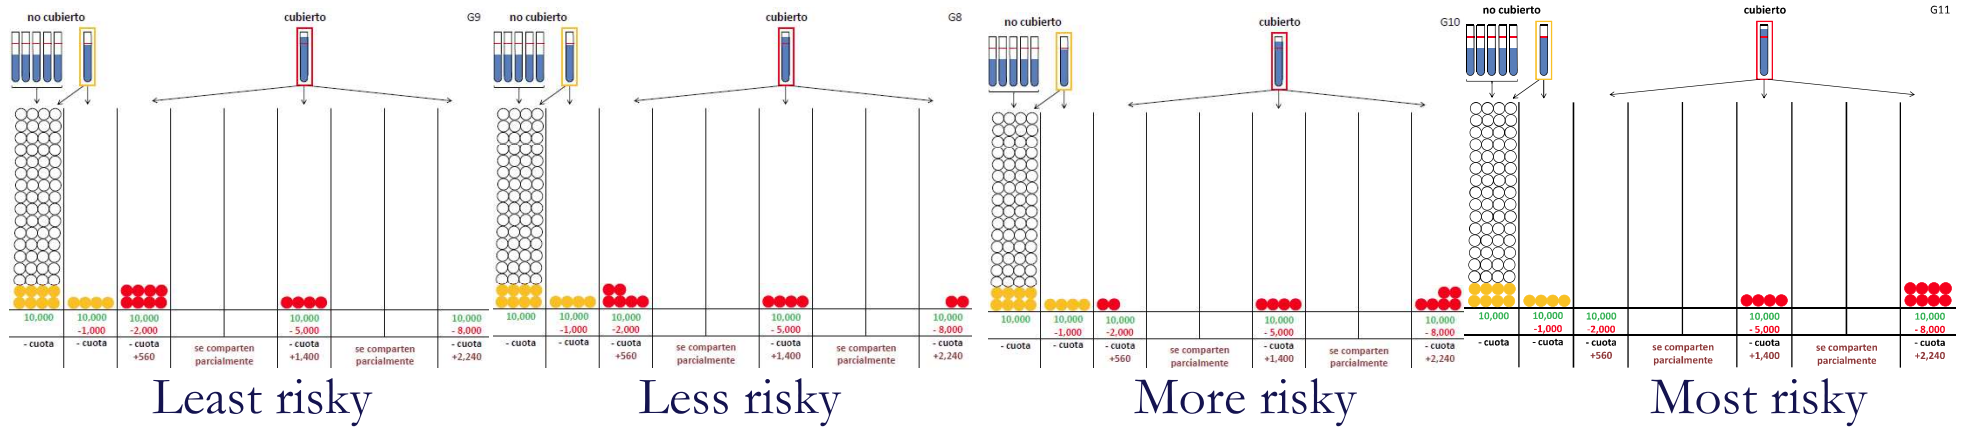 no cubierto cubierto G9
10,000 10,000 10,000 10,000 10,000
-1,000 -2,000 - 5,000 - 8,000
- cuota - cuota - cuota - cuota - cuota
+560 se comparten parcialmente +1,400 se comparten parcialmente +2,240
Least risky
no cubierto cubierto G8
10,000 10,000 10,000 10,000 10,000
-1,000 -2,000 - 5,000 - 8,000
- cuota - cuota - cuota - cuota - cuota
+560 se comparten parcialmente +1,400 se comparten parcialmente +2,240
Less risky
no cubierto cubierto G10
10,000 10,000 10,000 10,000 10,000
-1,000 -2,000 - 5,000 - 8,000
- cuota - cuota - cuota - cuota - cuota
+560 se comparten parcialmente +1,400 se comparten parcialmente +2,240
More risky
no cubierto cubierto G11
10,000 10,000 10,000 10,000 10,000
-1,000 -2,000 - 5,000 - 8,000
- cuota - cuota - cuota - cuota - cuota
+560 se comparten parcialmente +1,400 se comparten parcialmente +2,240
Most risky